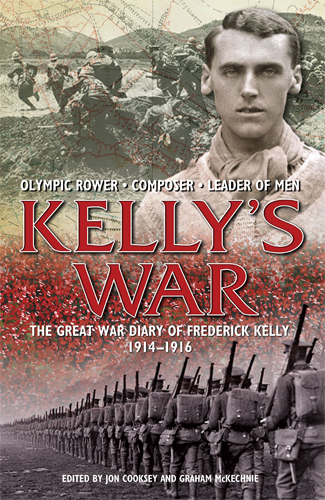 OLYMPIC ROWER • COMPOSER • LEADER OF MEN
KELLY'S
WAR
THE GREAT WAR DIARY OF FREDERICK KELLY
1914–1916
EDITED BY JON COOKSEY AND GRAHAM McKECHNIE